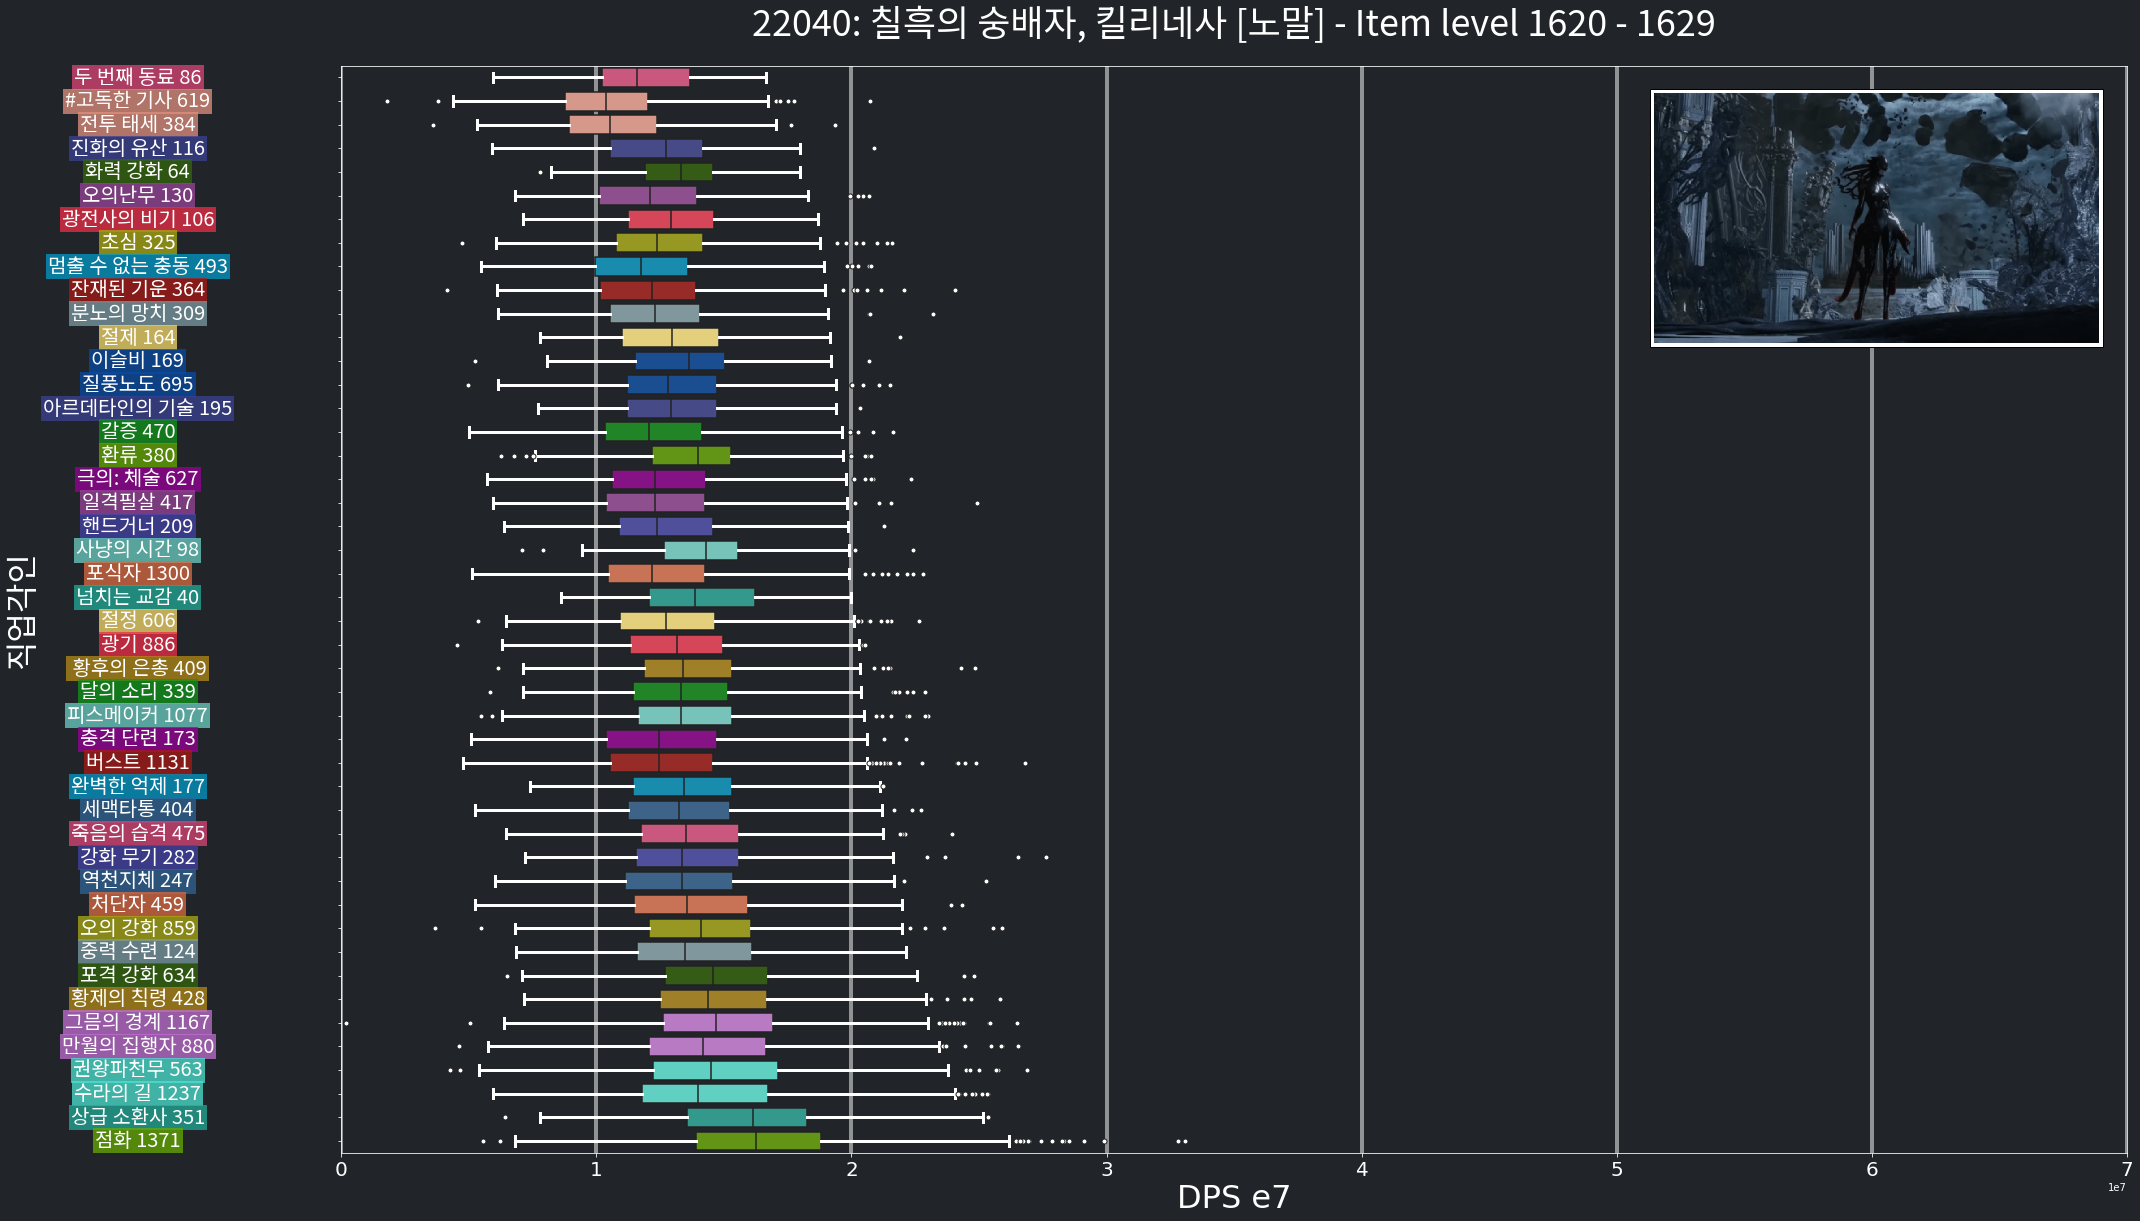 22040: 칠흑의 숭배자, 킬리네사 [노말] - Item level 1620 - 1629
두 번째 동료 86
#고독한 기사 619
전투 태세 384
진화의 유산 116
화력 강화 64
오의난무 130
광전사의 비기 106
초심 325
멈출 수 없는 충동 493
잔재된 기운 364
분노의 망치 309
절제 164
이슬비 169
질풍노도 695
아르데타인의 기술 195
갈증 470
환류 380
극의: 체술 627
일격필살 417
핸드거너 209
사냥의 시간 98
포식자 1300
넘치는 교감 40
절정 606
광기 886
황후의 은총 409
달의 소리 339
피스메이커 1077
충격 단련 173
버스트 1131
완벽한 억제 177
세맥타통 404
죽음의 습격 475
강화 무기 282
역천지체 247
처단자 459
오의 강화 859
중력 수련 124
포격 강화 634
황제의 칙령 428
그믐의 경계 1167
만월의 집행자 880
권왕파천무 563
수라의 길 1237
상급 소환사 351
점화 1371
직업각인
0 1 2 3 4 5 6 7
1e7
DPS e7